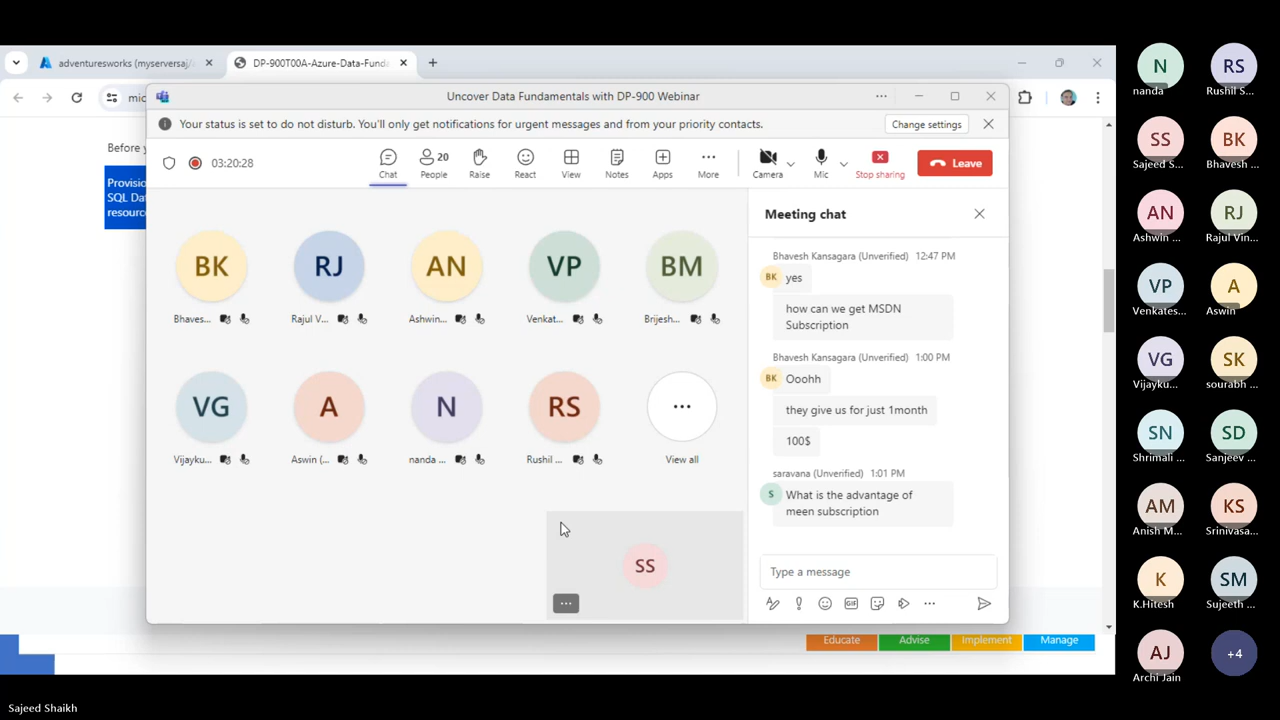 adventuresworks (myserversaj/
DP-900T00A-Azure-Data-Funda
mic
Before y
Provision
SQL Dat
resource
Uncover Data Fundamentals with DP-900 Webinar
Your status is set to do not disturb. You'll only get notifications for urgent messages and from your priority contacts.
Change settings
03:20:28
Chat
20
People
Raise
React
View
Notes
Apps
More
Camera
Mic
Stop sharing
Leave
BK
Bhaves...
RJ
Rajul V...
AN
Ashwin...
VP
Venkat...
BM
Brijesh...
VG
Vijayku...
A
Aswin (...
N
nanda ...
RS
Rushil ...
View all
SS
Meeting chat
Bhavesh Kansagara (Unverified) 12:47 PM
BK yes
how can we get MSDN
Subscription
Bhavesh Kansagara (Unverified) 1:00 PM
BK Ooohh
they give us for just 1month
100$
saravana (Unverified) 1:01 PM
S What is the advantage of
meen subscription
Type a message
GIF
Educate
Advise
Implement
Manage
N
nanda
RS
Rushil S...
SS
Sajeed S...
BK
Bhavesh ...
AN
Ashwin ...
RJ
Rajul Vin...
VP
Venkates...
A
Aswin
VG
Vijayku...
SK
sourabh ...
SN
Shrimali ...
SD
Sanjeev ...
AM
Anish M...
KS
Srinivasa...
K
K.Hitesh
SM
Sujeeth ...
AJ
Archi Jain
+4
Sajeed Shaikh